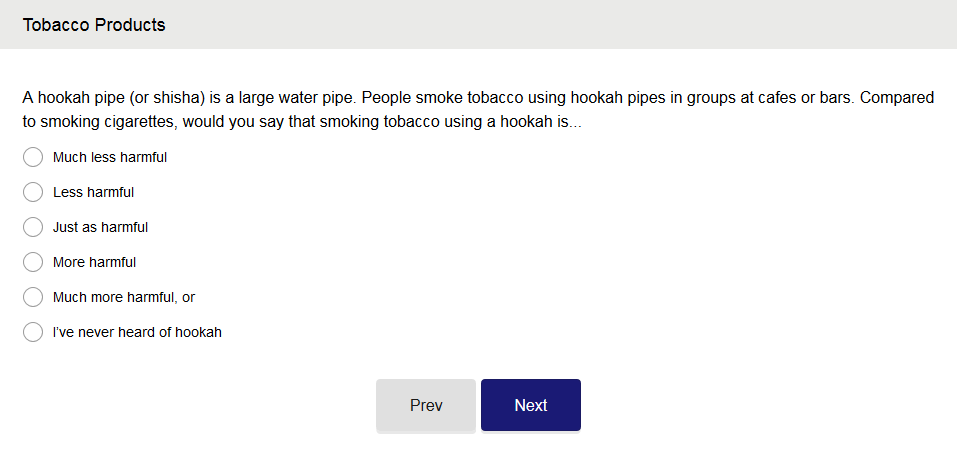 Tobacco Products
A hookah pipe (or shisha) is a large water pipe. People smoke tobacco using hookah pipes in groups at cafes or bars. Compared
to smoking cigarettes, would you say that smoking tobacco using a hookah is...
Much less harmful
Less harmful
Just as harmful
More harmful
Much more harmful, or
I've never heard of hookah
Prev
Next